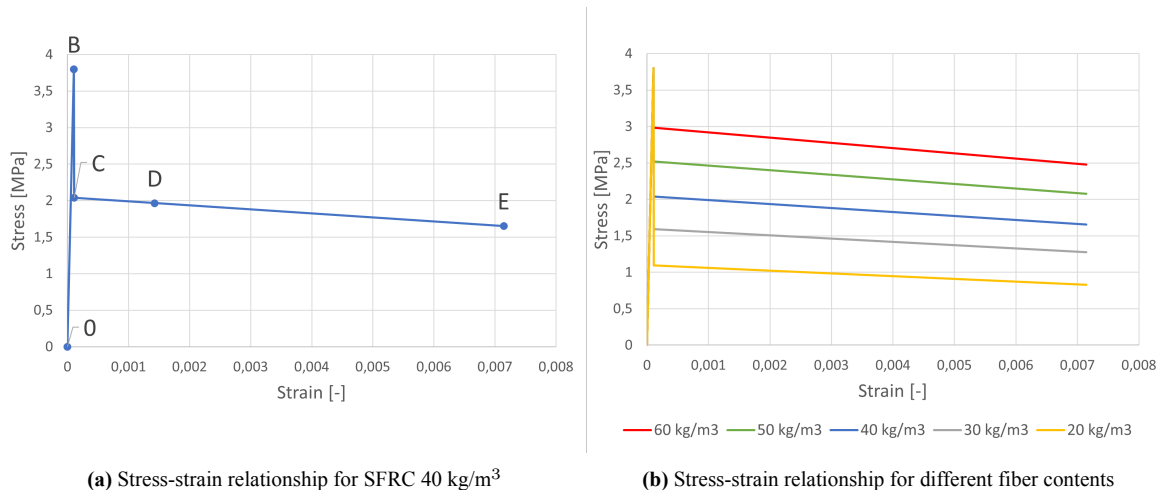 4
3,5
3
2,5
2
1,5
1
0,5
0
Stress [MPa]
B
C
D
E
0
0 0,001 0,002 0,003 0,004 0,005 0,006 0,007 0,008
Strain [-]
(a) Stress-strain relationship for SFRC 40 kg/m³
4
3,5
3
2,5
2
1,5
1
0,5
0
Stress [MPa]
0 0,001 0,002 0,003 0,004 0,005 0,006 0,007 0,008
Strain [-]
60 kg/m3 50 kg/m3 40 kg/m3 30 kg/m3 20 kg/m3
(b) Stress-strain relationship for different fiber contents